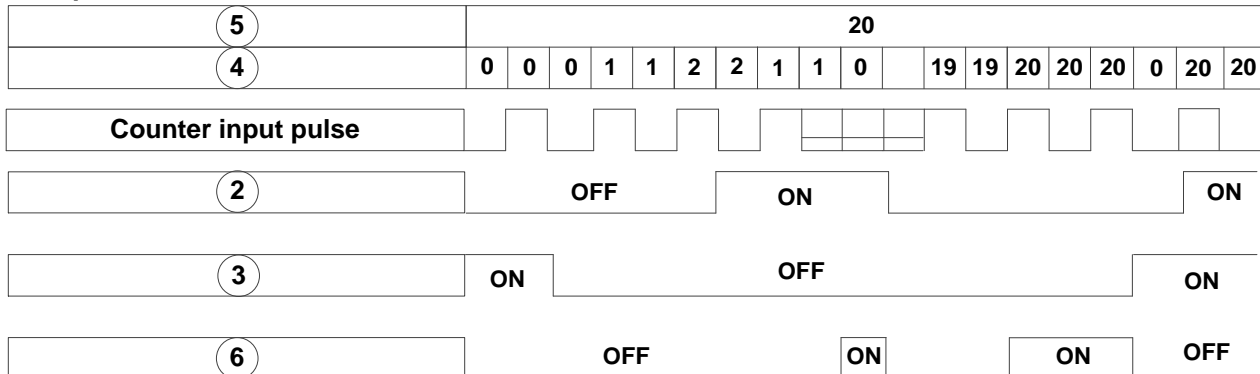 5 20
4 0 0 0 1 1 2 2 1 1 0 19 19 20 20 20 0 20 20
Counter input pulse
2 OFF ON ON
3 ON OFF ON
6 OFF ON ON OFF